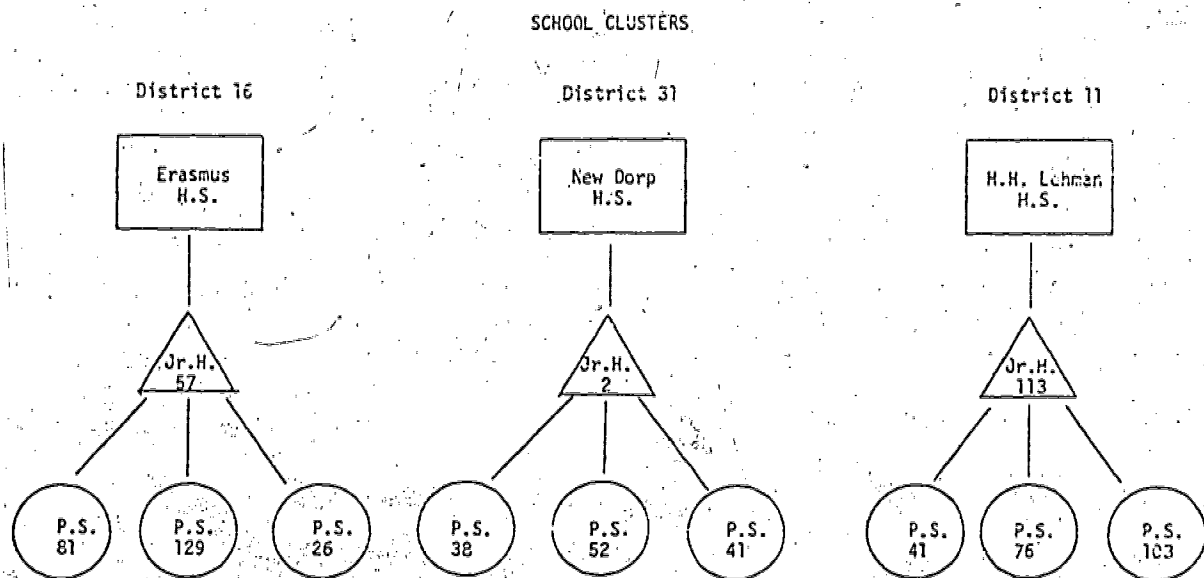 SCHOOL CLUSTERS
District 16
Erasmus
H.S.
Jr.H.
57
P.S.
81
P.S.
129
P.S.
26
District 31
New Dorp
H.S.
Jr.H.
2
P.S.
38
P.S.
52
P.S.
41
District 11
H.H. Lehman
H.S.
Jr.H.
113
P.S.
41
P.S.
76
P.S.
103